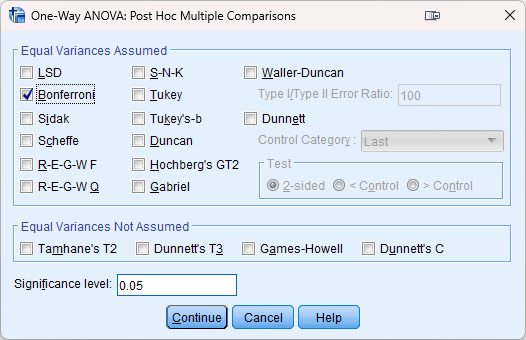 One-Way ANOVA: Post Hoc Multiple Comparisons
Equal Variances Assumed
LSD S-N-K Waller-Duncan
Bonferroni Tukey Type I/Type II Error Ratio: 100
Sidak Tukey's-b Dunnett
Scheffe Duncan Control Category : Last
R-E-G-W F Hochberg's GT2 Test
R-E-G-W Q Gabriel 2-sided < Control > Control
Equal Variances Not Assumed
Tamhane's T2 Dunnett's T3 Games-Howell Dunnett's C
Significance level: 0.05
Continue Cancel Help